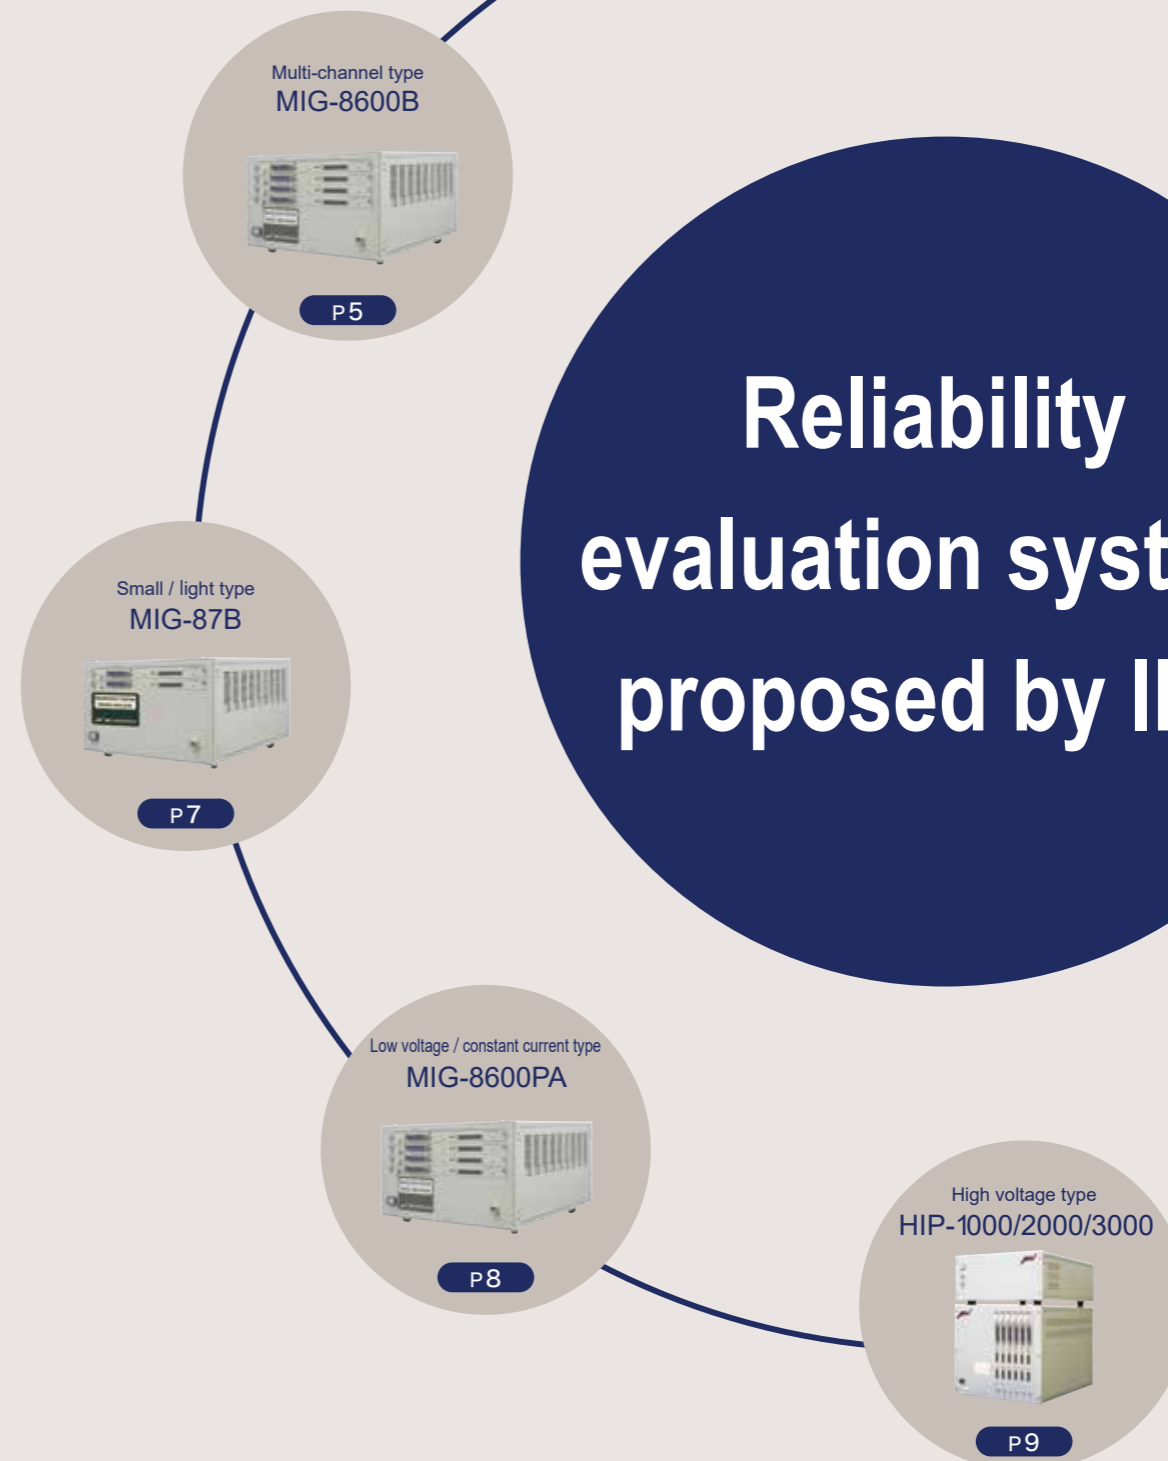 Multi-channel type
MIG-8600B
P5
Reliability
evaluation syst
proposed by
Small / light type
MIG-87B
P7
Low voltage / constant current type
MIG-8600PA
P8
High voltage type
HIP-1000/2000/3000
P9